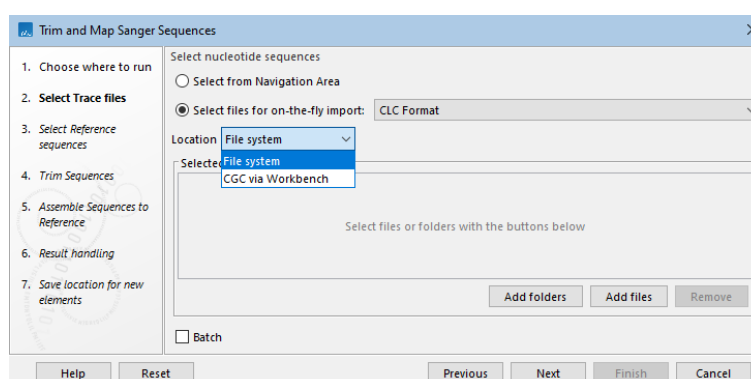 Trim and Map Sanger Sequences
1. Choose where to run
2. Select Trace files
3. Select Reference
sequences
4. Trim Sequences
5. Assemble Sequences to
Reference
6. Result handling
7. Save location for new
elements
Select nucleotide sequences
Select from Navigation Area
Select files for on-the-fly import: CLC Format
Location File system
Selected
File system
CGC via Workbench
Select files or folders with the buttons below
Add folders Add files Remove
Batch
Help Reset Previous Next Finish Cancel